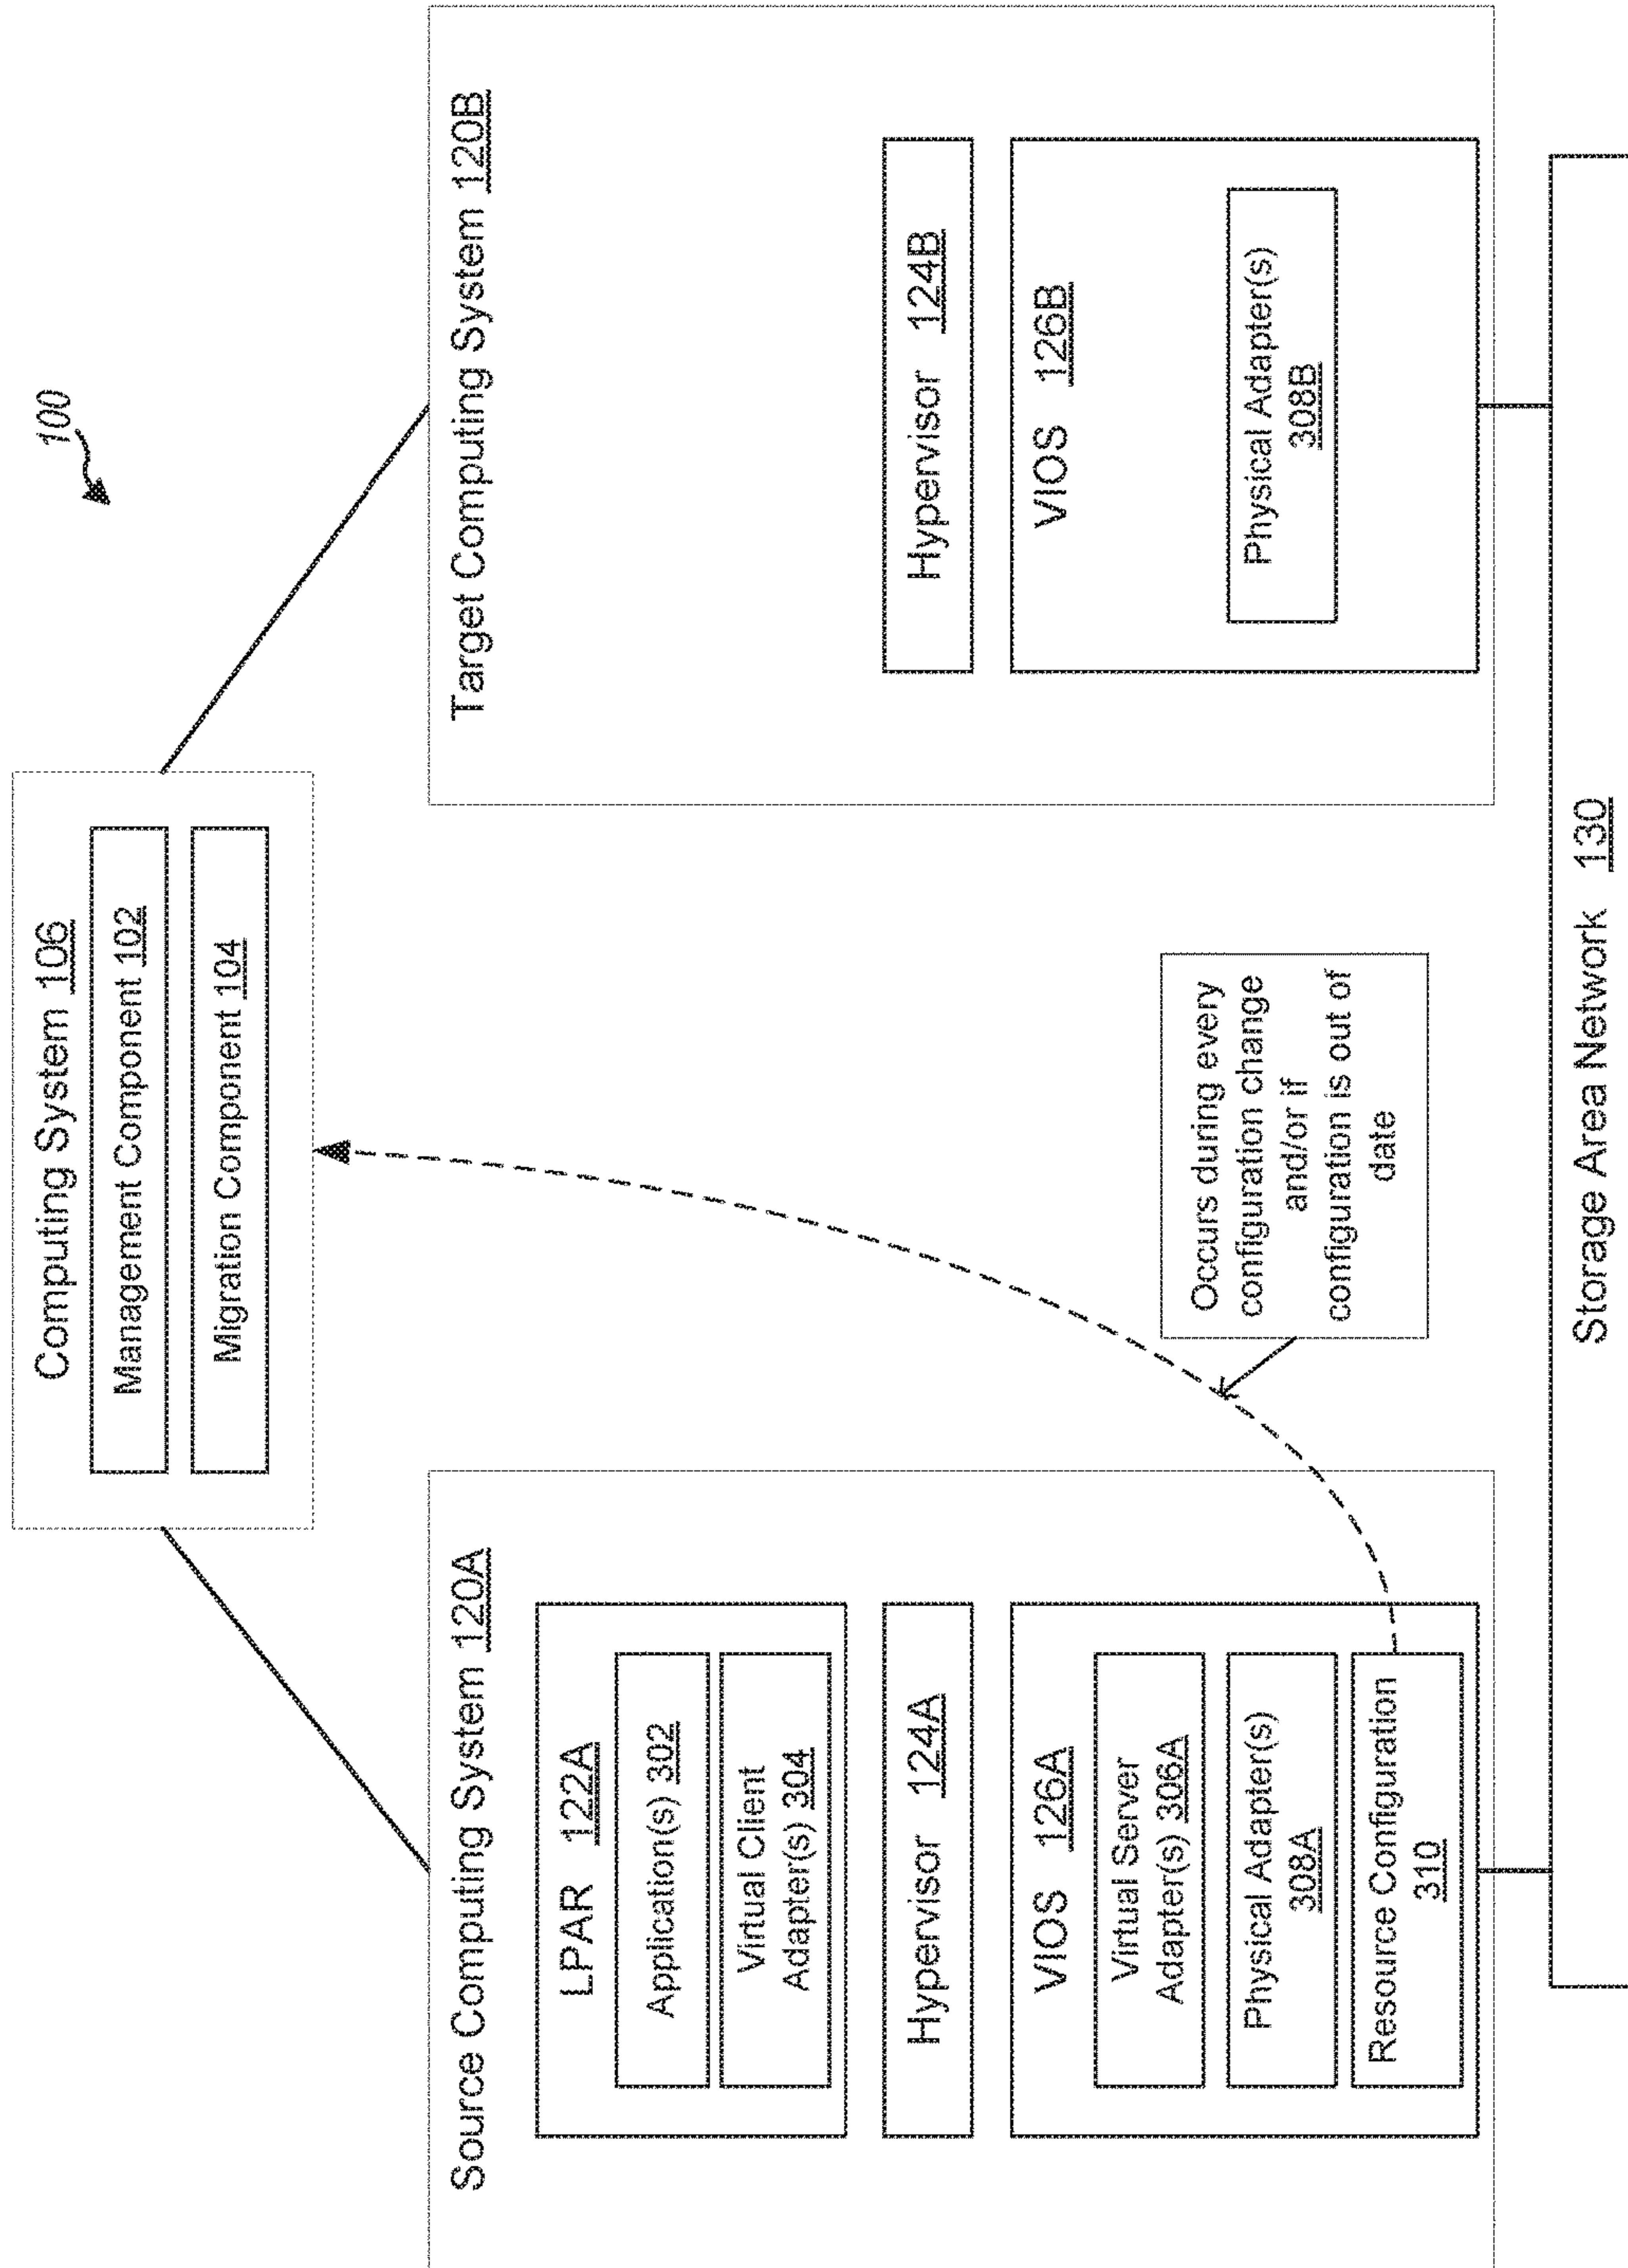 100
Computing System 106
Management Component 102
Migration Component 104
Source Computing System 120A
LPAR 122A
Application(s) 302
Virtual Client
Adapter(s) 304
Hypervisor 124A
VIOS 126A
Virtual Server
Adapter(s) 306A
Physical Adapter(s)
308A
Resource Configuration
310
Occurs during every
configuration change
and/or if
configuration is out of
date
Target Computing System 120B
Hypervisor 124B
VIOS 126B
Physical Adapter(s)
308B
Storage Area Network 130